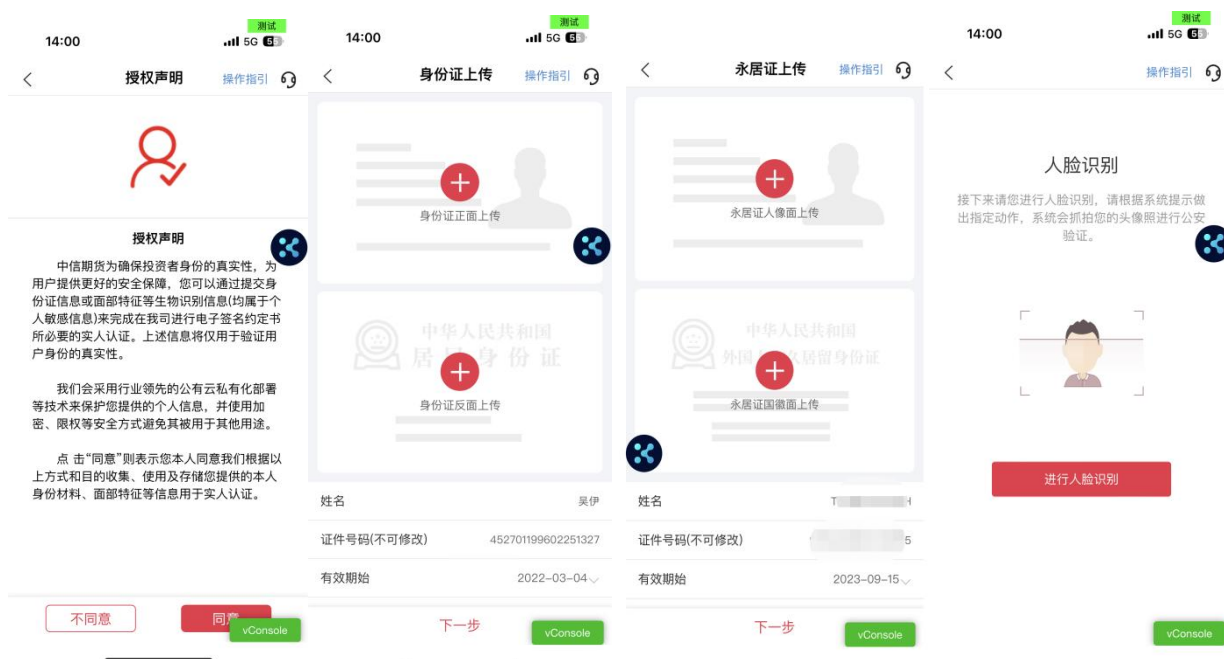 测试
14:00
5G 5
授权声明
操作指引
授权声明
中信期货为确保投资者身份的真实性，为
用户提供更好的安全保障，您可以通过提交身
份证信息或面部特征等生物识别信息(均属于个
人敏感信息)来完成在我司进行电子签名约定书
所必要的实人认证。上述信息将仅用于验证用
户身份的真实性。
我们会采用行业领先的公有云私有化部署
等技术来保护您提供的个人信息，并使用加
密、限权等安全方式避免其被用于其他用途。
点 击“同意”则表示您本人同意我们根据以
上方式和目的收集、使用及存储您提供的本人
身份材料、面部特征等信息用于实人认证。
不同意
同意
vConsole
测试
14:00
5G 5
身份证上传
操作指引
身份证正面上传
中华人民共和国
居民身份证
身份证反面上传
姓名
吴伊
证件号码(不可修改)
452701199602251327
有效期始
2022-03-04
下一步
vConsole
永居证上传
操作指引
永居证人像面上传
中华人民共和国
外国人永久居留身份证
永居证国徽面上传
姓名
T H
证件号码(不可修改)
5
有效期始
2023-09-15
下一步
vConsole
测试
14:00
5G 5
操作指引
人脸识别
接下来请您进行人脸识别，请根据系统提示做
出指定动作，系统会抓拍您的头像照进行公安
验证。
进行人脸识别
vConsole